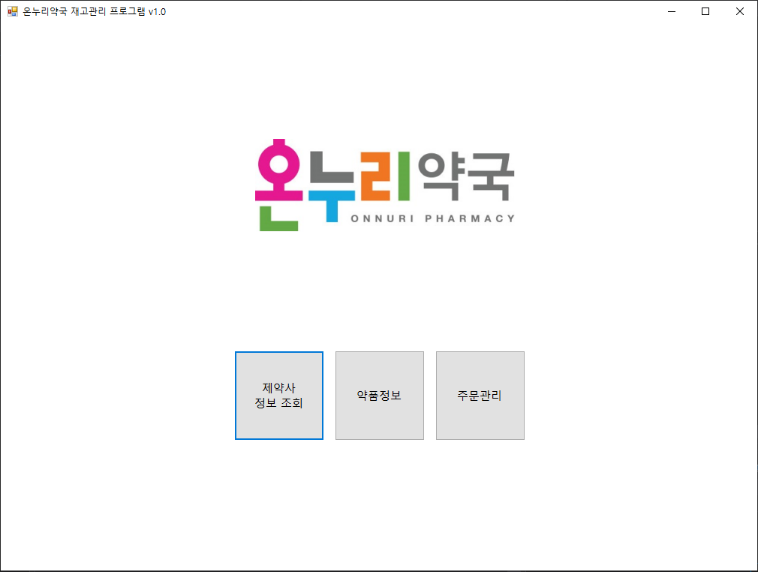 온누리약국 재고관리 프로그램 v1.0
온누리약국
ONNURI PHARMACY
제약사
정보 조회
약품정보
주문관리